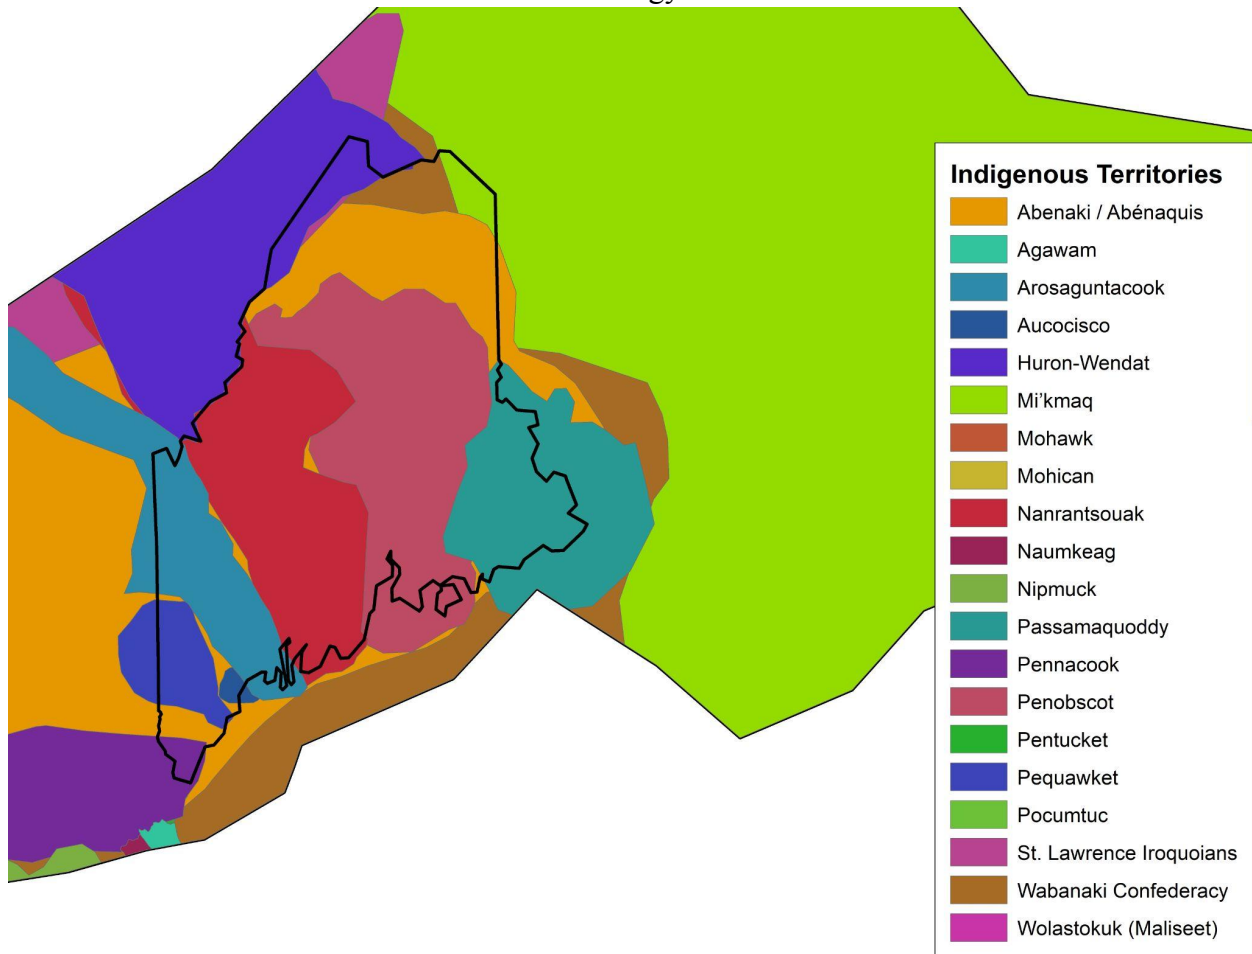 Indigenous Territories
Abenaki / Abénaquis
Agawam
Arosaguntacook
Aucocisco
Huron-Wendat
Mi’kmaq
Mohawk
Mohican
Nanrantsouak
Naumkeag
Nipmuck
Passamaquoddy
Pennacook
Penobscot
Pentucket
Pequawket
Pocumtuc
St. Lawrence Iroquoians
Wabanaki Confederacy
Wolastokuk (Maliseet)